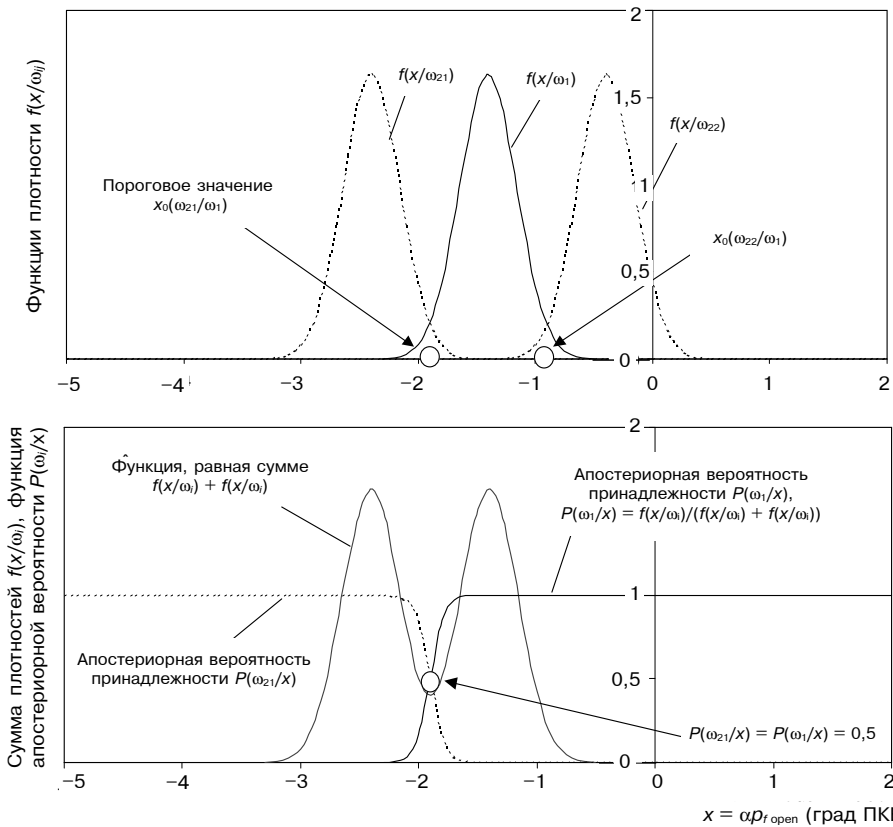 Функции плотности f(x/ωij)
2
f(x/ω21)
f(x/ω1)
1,5
f(x/ω22)
Пороговое значение
x0(ω21/ω1)
1
x0(ω22/ω1)
0,5
0
−5 −4 −3 −2 −1 0 1 2
Сумма плотностей f(x/ωi), функция
апостериорной вероятности P(ωi/x)
2
Функция, равная сумме
f(x/ωi) + f(x/ωi)
Апостериорная вероятность
принадлежности P(ω1/x),
P(ω1/x) = f(x/ωi)/(f(x/ωi) + f(x/ωi))
1
Апостериорная вероятность
принадлежности P(ω21/x)
0,5
P(ω21/x) = P(ω1/x) = 0,5
0
−5 −4 −3 −2 −1 0 1 2
x = αpf open (град ПКВ